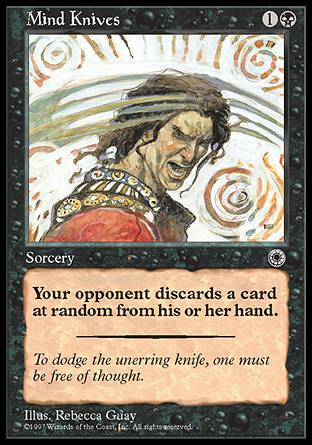 Mind Knives 1
Sorcery
Your opponent discards a card
at random from his or her hand.
To dodge the unerring knife, one must
be free of thought.
Illus. Rebecca Guay
©1997 Wizards of the Coast, Inc. All rights reserved.